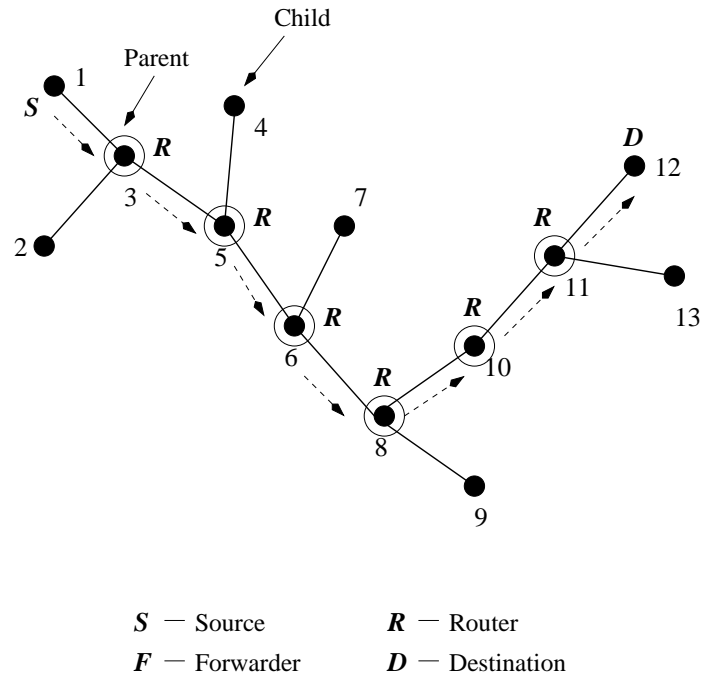 Child
Parent
1
S
R
4
D
12
3
7
R
R
2
5
11
13
R
R
6
10
R
8
9
S — Source
R — Router
F — Forwarder
D — Destination